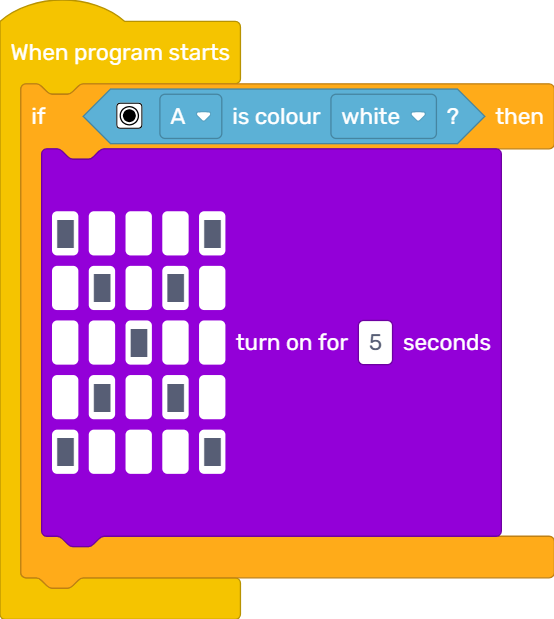 When program starts
if A is colour white ? then
turn on for 5 seconds